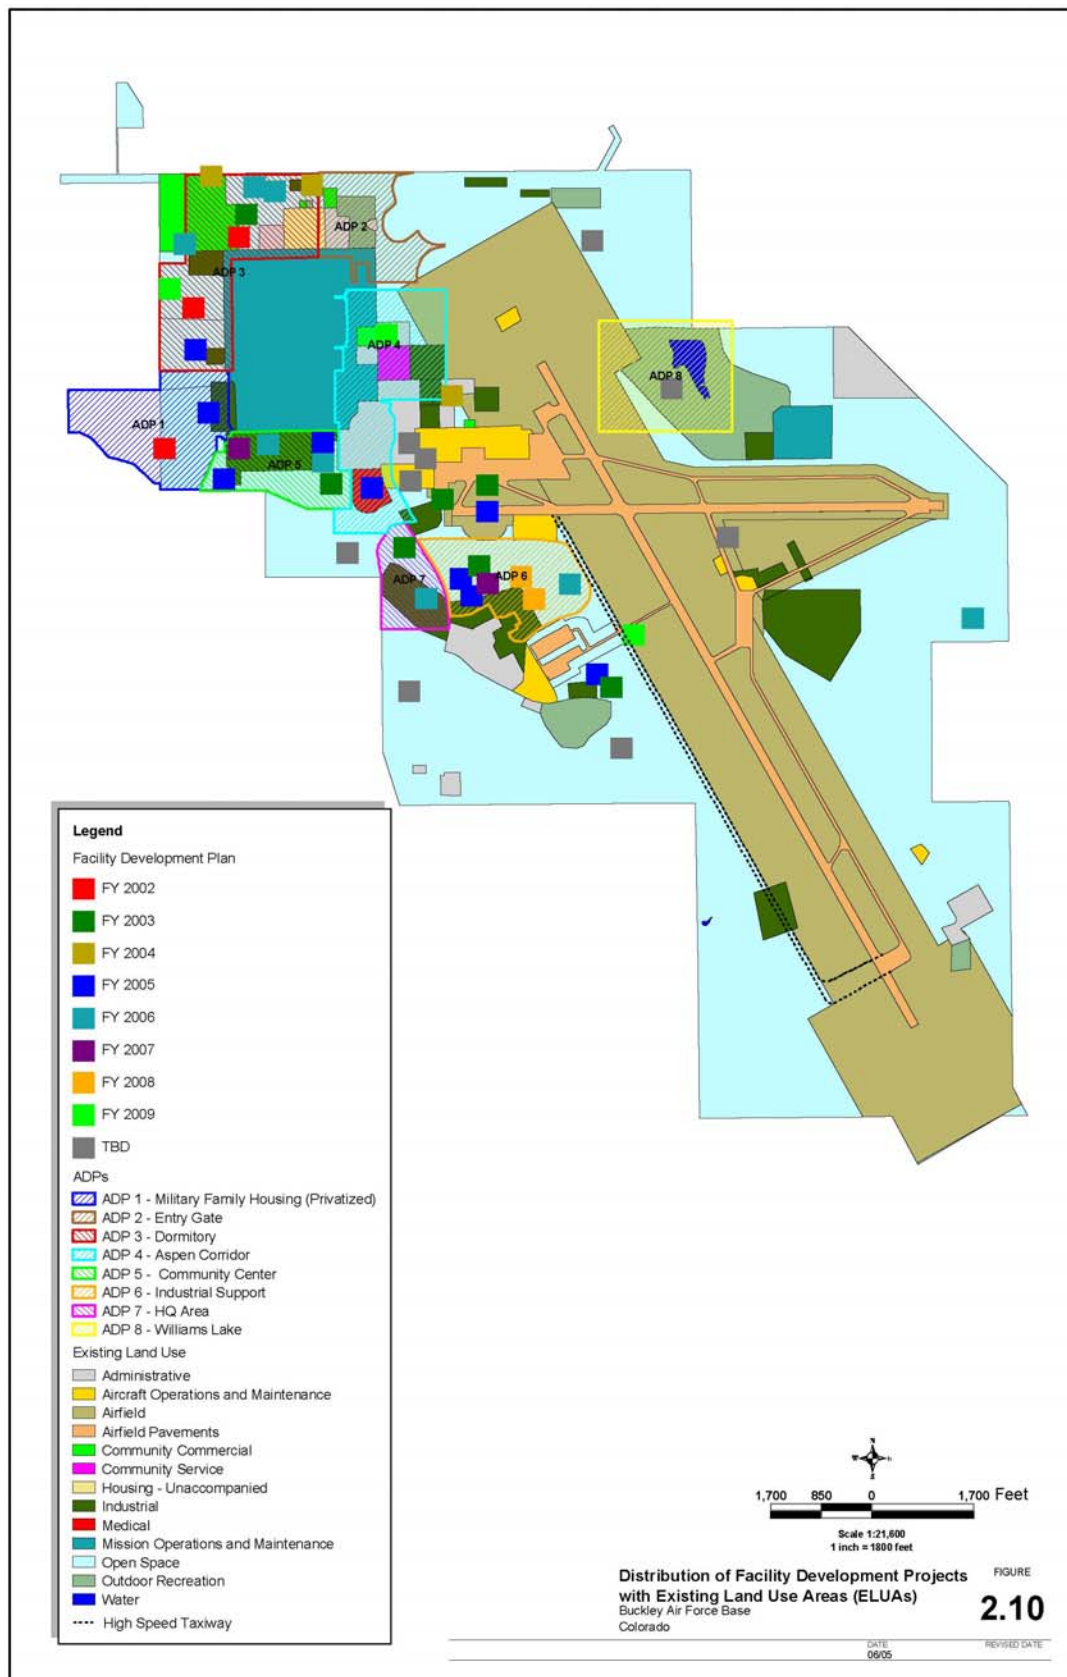 ADP 2
ADP 3
ADP 4
ADP 8
ADP 1
ADP 5
ADP 7
ADP 6
Legend
Facility Development Plan
FY 2002
FY 2003
FY 2004
FY 2005
FY 2006
FY 2007
FY 2008
FY 2009
TBD
ADPs
ADP 1 - Military Family Housing (Privatized)
ADP 2 - Entry Gate
ADP 3 - Dormitory
ADP 4 - Aspen Corridor
ADP 5 - Community Center
ADP 6 - Industrial Support
ADP 7 - HQ Area
ADP 8 - Williams Lake
Existing Land Use
Administrative
Aircraft Operations and Maintenance
Airfield
Airfield Pavements
Community Commercial
Community Service
Housing - Unaccompanied
Industrial
Medical
Mission Operations and Maintenance
Open Space
Outdoor Recreation
Water
High Speed Taxiway
N
W E
S
1,700 850 0 1,700 Feet
Scale 1:21,600
1 inch = 1800 feet
Distribution of Facility Development Projects
with Existing Land Use Areas (ELUAs)
Buckley Air Force Base
Colorado
FIGURE
2.10
DATE
06/05
REVISED DATE